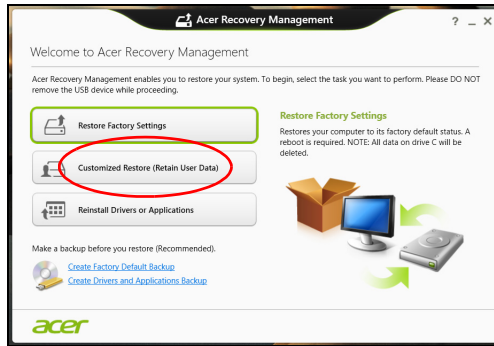 Acer Recovery Management
? _ X
Welcome to Acer Recovery Management
Acer Recovery Management enables you to restore your system. To begin, select the task you want to perform. Please DO NOT
remove the USB device while proceeding.
Restore Factory Settings
Customized Restore (Retain User Data)
Reinstall Drivers or Applications
Restore Factory Settings
Restores your computer to its factory default status. A
reboot is required. NOTE: All data on drive C will be
deleted.
Make a backup before you restore (Recommended).
Create Factory Default Backup
Create Drivers and Applications Backup
acer